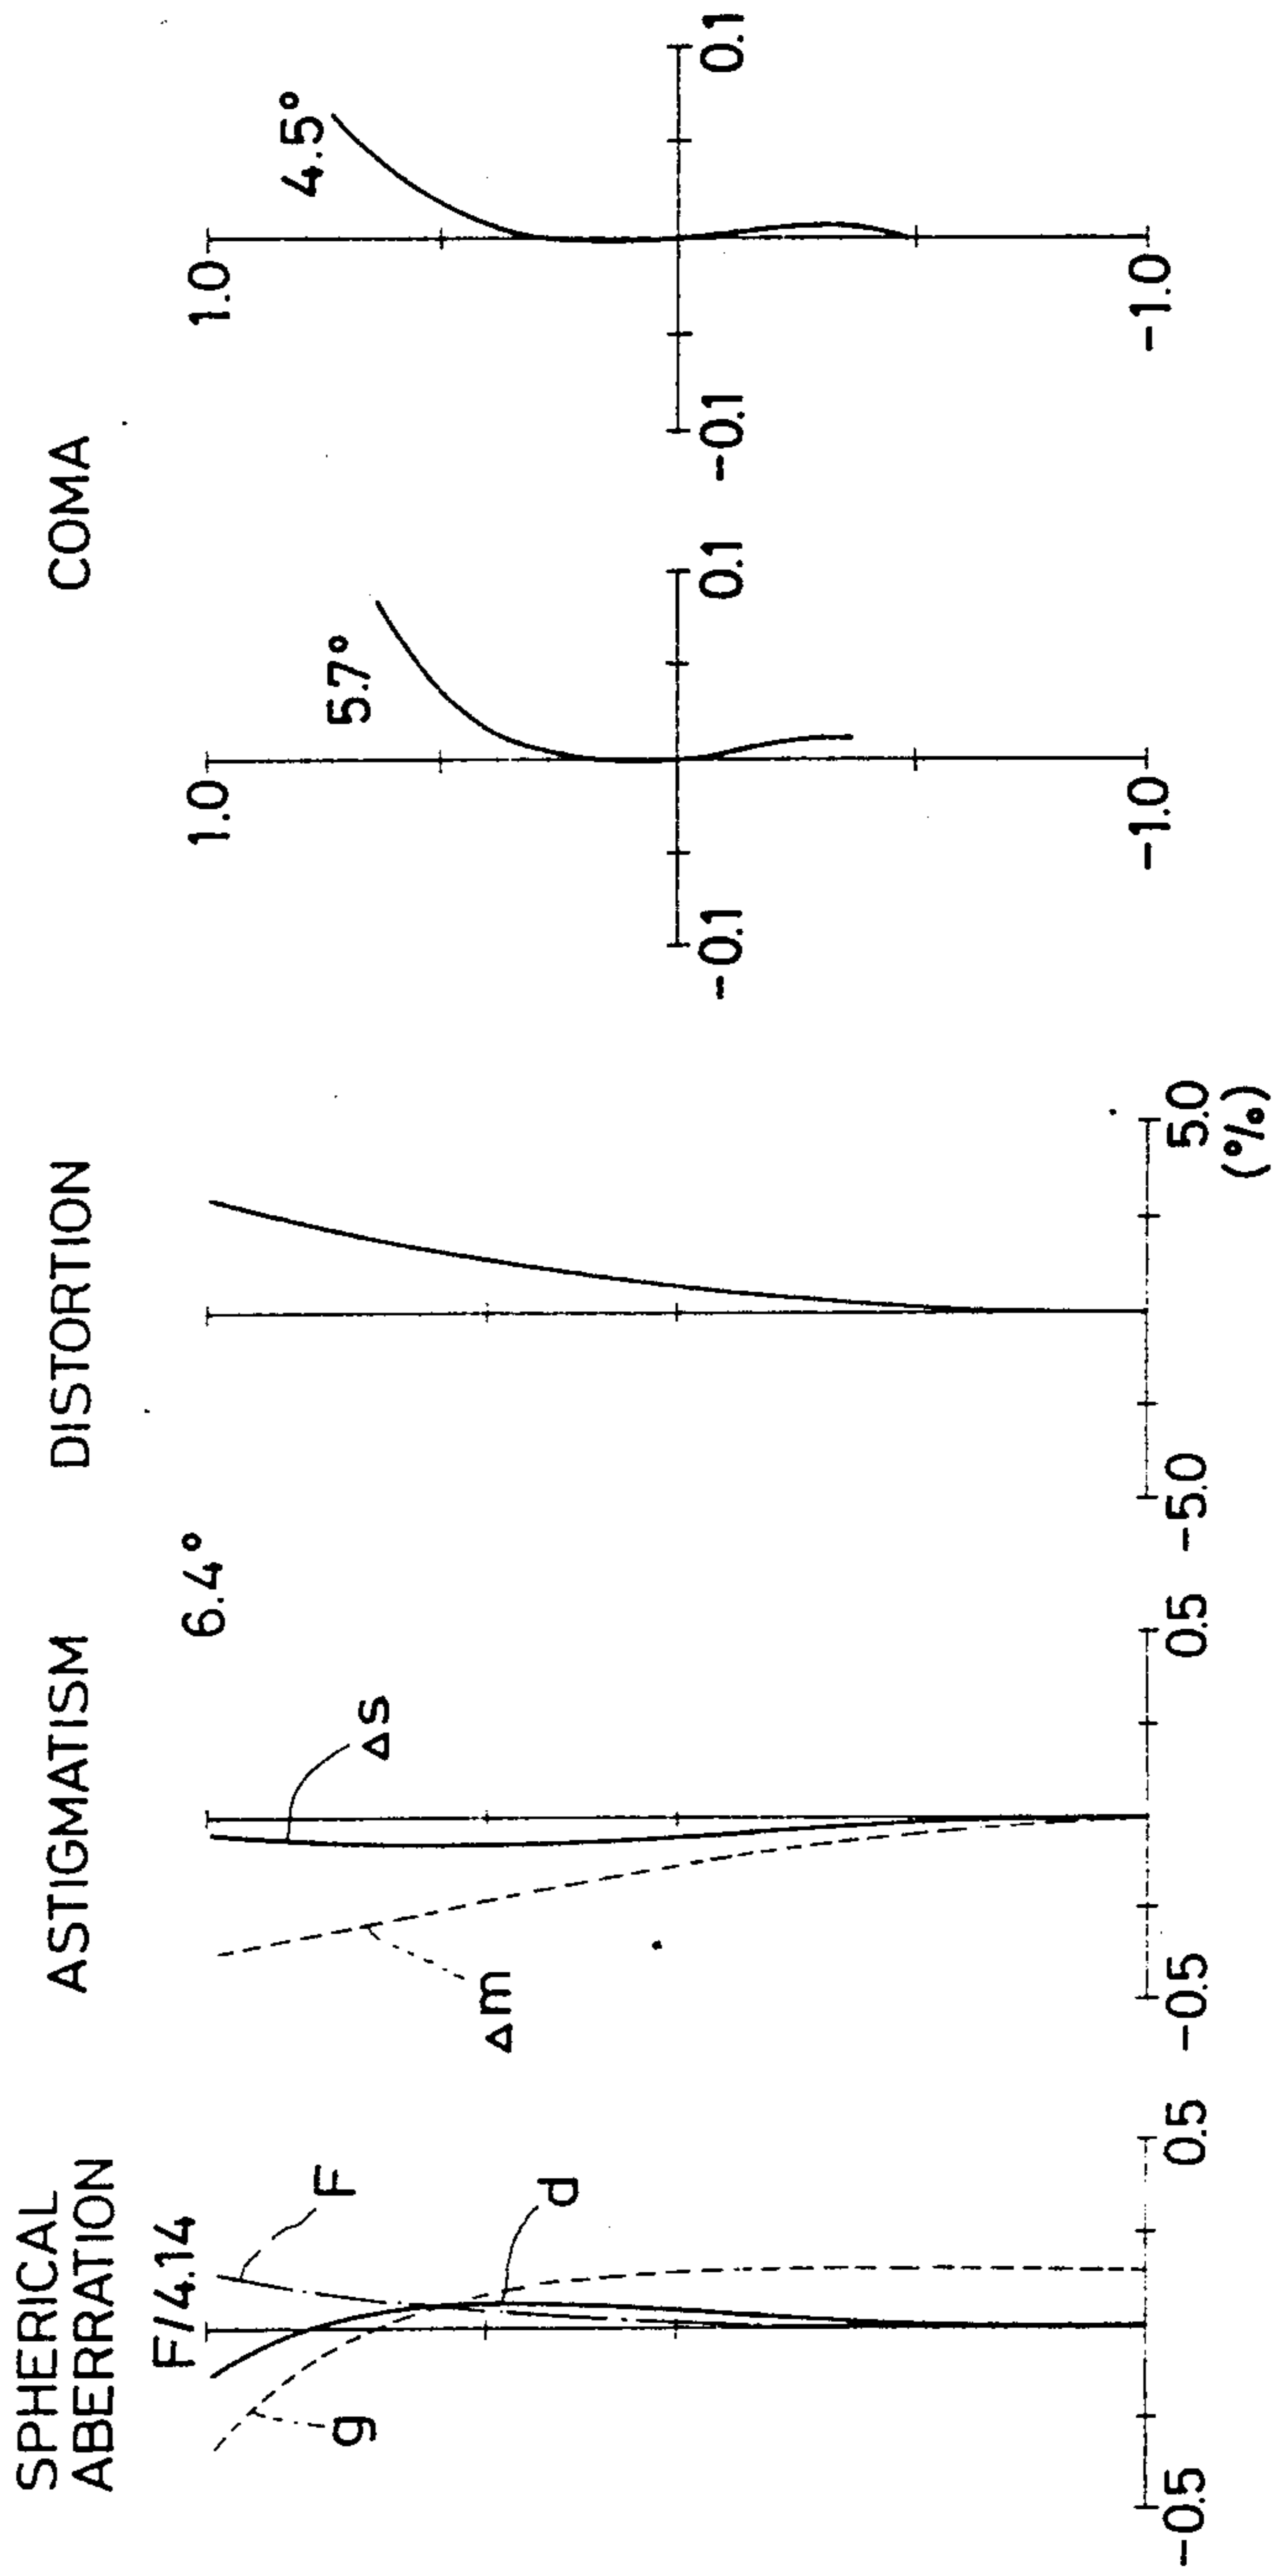 SPHERICAL
ABERRATION
F/4.14
F
d
g
-0.5
0.5
ASTIGMATISM
6.4°
Δs
Δm
-0.5
0.5
DISTORTION
-5.0
5.0
(%)
COMA
1.0
5.7°
-0.1
0.1
-1.0
1.0
4.5°
-0.1
0.1
-1.0